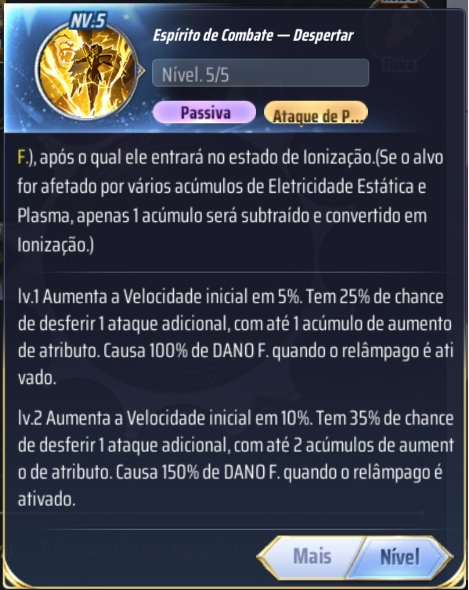 NV.5
Espírito de Combate — Despertar
Nível. 5/5
Passiva
Ataque de P...
F.), após o qual ele entrará no estado de Ionização.(Se o alvo
for afetado por vários acúmulos de Eletricidade Estática e
Plasma, apenas 1 acúmulo será subtraído e convertido em
Ionização.)
lv.1 Aumenta a Velocidade inicial em 5%. Tem 25% de chance
de desferir 1 ataque adicional, com até 1 acúmulo de aumento
de atributo. Causa 100% de DANO F. quando o relâmpago é ati
vado.
lv.2 Aumenta a Velocidade inicial em 10%. Tem 35% de chance
de desferir 1 ataque adicional, com até 2 acúmulos de aument
o de atributo. Causa 150% de DANO F. quando o relâmpago é
ativado.
Mais
Nível